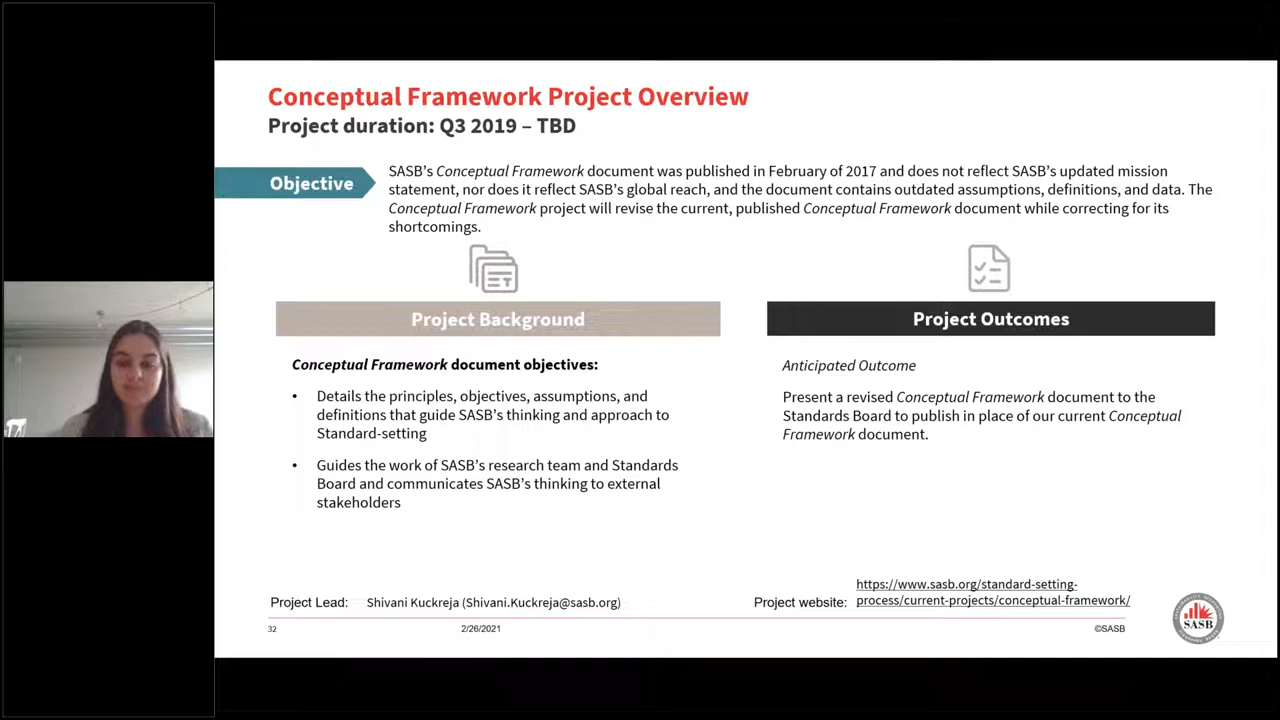 Conceptual Framework Project Overview
Project duration: Q3 2019 – TBD
Objective
SASB's Conceptual Framework document was published in February of 2017 and does not reflect SASB's updated mission
statement, nor does it reflect SASB's global reach, and the document contains outdated assumptions, definitions, and data. The
Conceptual Framework project will revise the current, published Conceptual Framework document while correcting for its
shortcomings.
Project Background
Conceptual Framework document objectives:
• Details the principles, objectives, assumptions, and
definitions that guide SASB's thinking and approach to
Standard-setting
• Guides the work of SASB's research team and Standards
Board and communicates SASB's thinking to external
stakeholders
Project Outcomes
Anticipated Outcome
Present a revised Conceptual Framework document to the
Standards Board to publish in place of our current Conceptual
Framework document.
Project Lead: Shivani Kuckreja (Shivani.Kuckreja@sasb.org)
Project website:
https://www.sasb.org/standard-setting-
process/current-projects/conceptual-framework/
32
2/26/2021
©SASB
SASB